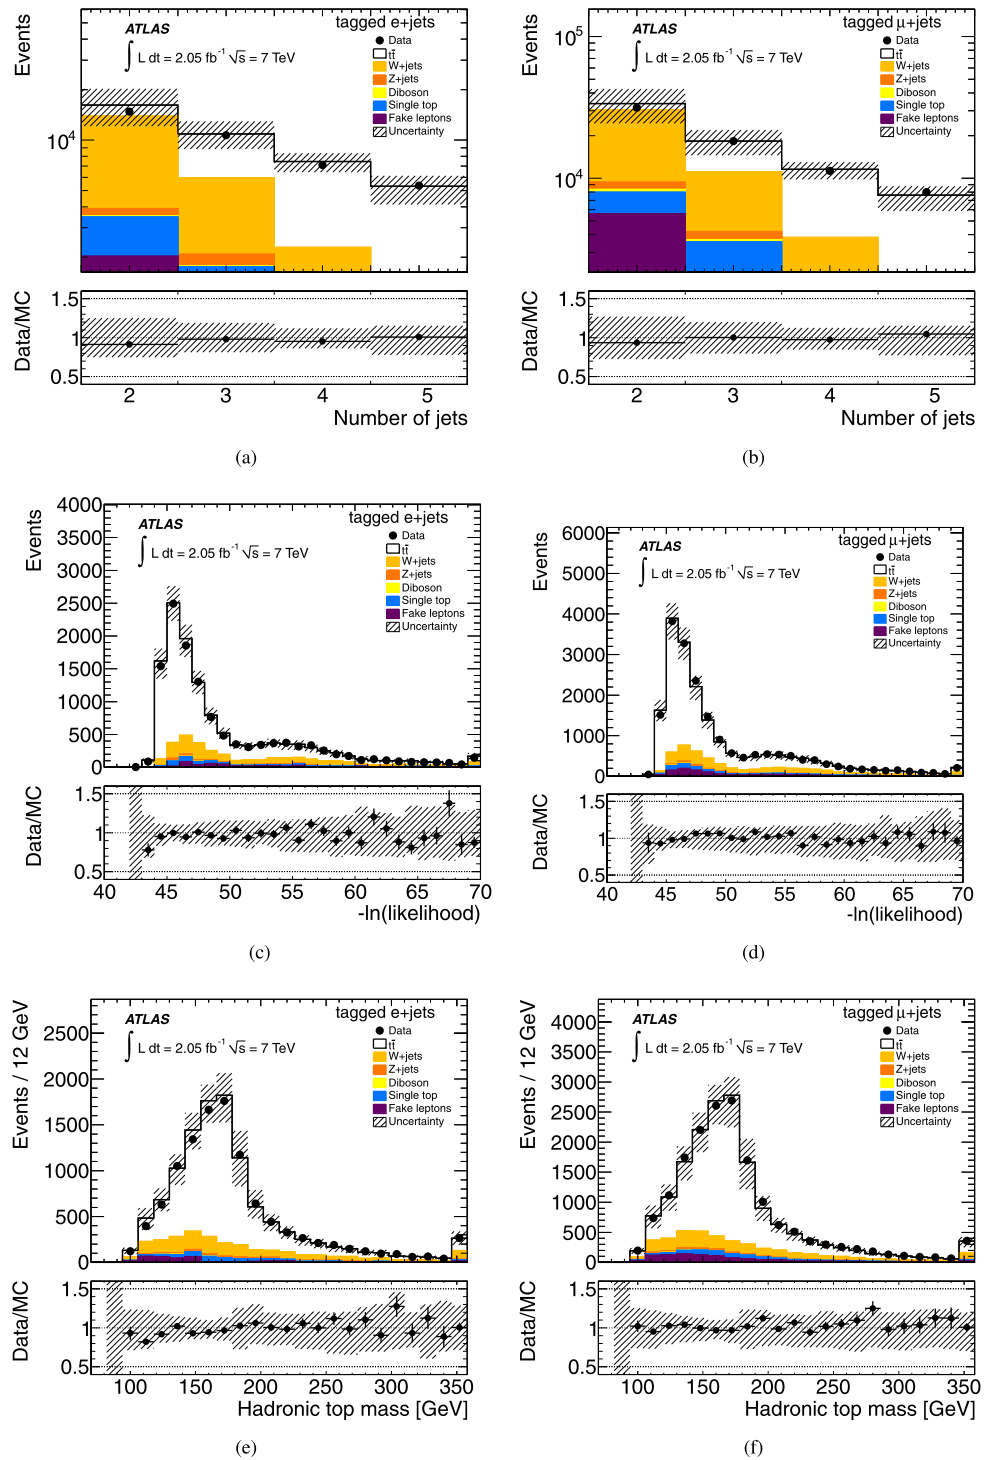 Events
ATLAS
∫ L dt = 2.05 fb⁻¹ √s = 7 TeV
tagged e+jets
Data
tt̄
W+jets
Z+jets
Diboson
Single top
Fake leptons
Uncertainty
10⁴
Data/MC
1.5
1
0.5
2 3 4 5
Number of jets
(a)
Events
10⁵
ATLAS
∫ L dt = 2.05 fb⁻¹ √s = 7 TeV
tagged μ+jets
Data
tt̄
W+jets
Z+jets
Diboson
Single top
Fake leptons
Uncertainty
10⁴
Data/MC
1.5
1
0.5
2 3 4 5
Number of jets
(b)
Events
4000
3500
3000
2500
2000
1500
1000
500
0
ATLAS
∫ L dt = 2.05 fb⁻¹ √s = 7 TeV
tagged e+jets
Data
tt̄
W+jets
Z+jets
Diboson
Single top
Fake leptons
Uncertainty
Data/MC
1.5
1
0.5
40 45 50 55 60 65 70
-ln(likelihood)
(c)
Events
6000
5000
4000
3000
2000
1000
0
ATLAS
∫ L dt = 2.05 fb⁻¹ √s = 7 TeV
tagged μ+jets
Data
tt̄
W+jets
Z+jets
Diboson
Single top
Fake leptons
Uncertainty
Data/MC
1.5
1
0.5
40 45 50 55 60 65 70
-ln(likelihood)
(d)
Events / 12 GeV
2500
2000
1500
1000
500
0
ATLAS
∫ L dt = 2.05 fb⁻¹ √s = 7 TeV
tagged e+jets
Data
tt̄
W+jets
Z+jets
Diboson
Single top
Fake leptons
Uncertainty
Data/MC
1.5
1
0.5
100 150 200 250 300 350
Hadronic top mass [GeV]
(e)
Events / 12 GeV
4000
3500
3000
2500
2000
1500
1000
500
0
ATLAS
∫ L dt = 2.05 fb⁻¹ √s = 7 TeV
tagged μ+jets
Data
tt̄
W+jets
Z+jets
Diboson
Single top
Fake leptons
Uncertainty
Data/MC
1.5
1
0.5
100 150 200 250 300 350
Hadronic top mass [GeV]
(f)